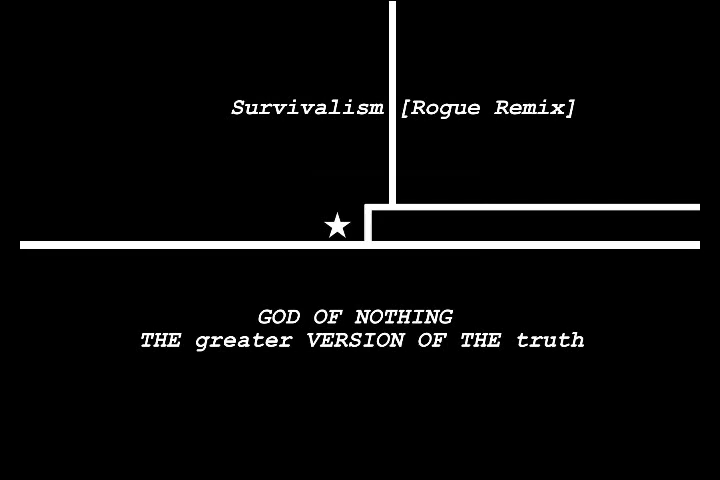 Survivalism [Rogue Remix]
GOD OF NOTHING
THE greater VERSION OF THE truth